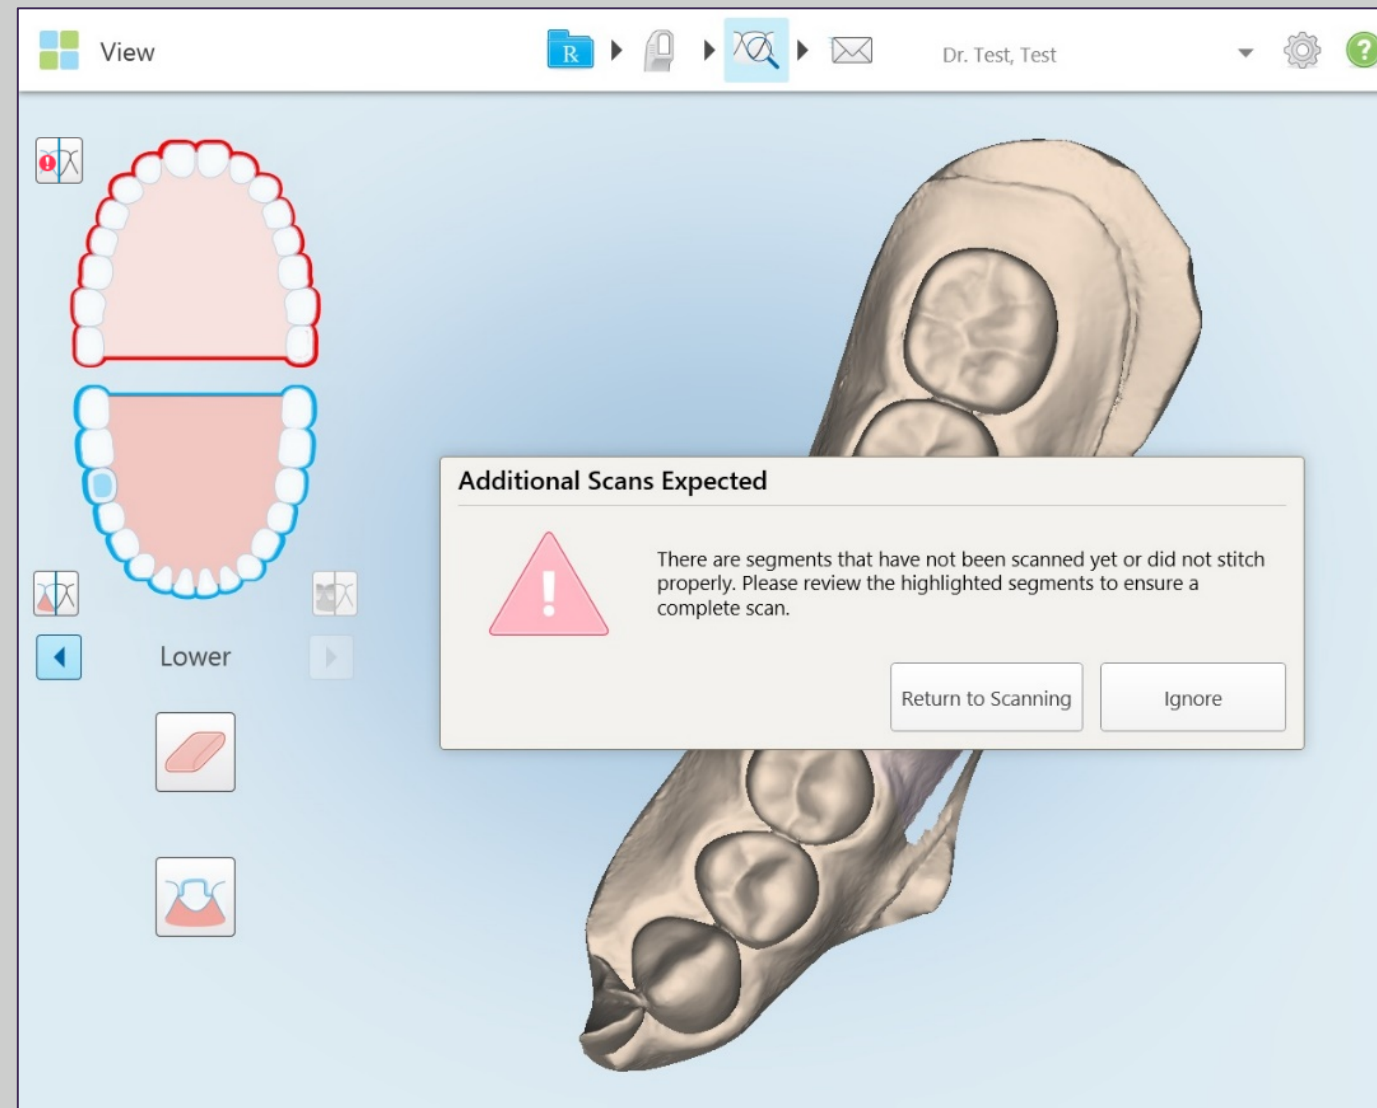 View
Rx
Dr. Test, Test
?
Additional Scans Expected
There are segments that have not been scanned yet or did not stitch
properly. Please review the highlighted segments to ensure a
complete scan.
Return to Scanning
Ignore
Lower